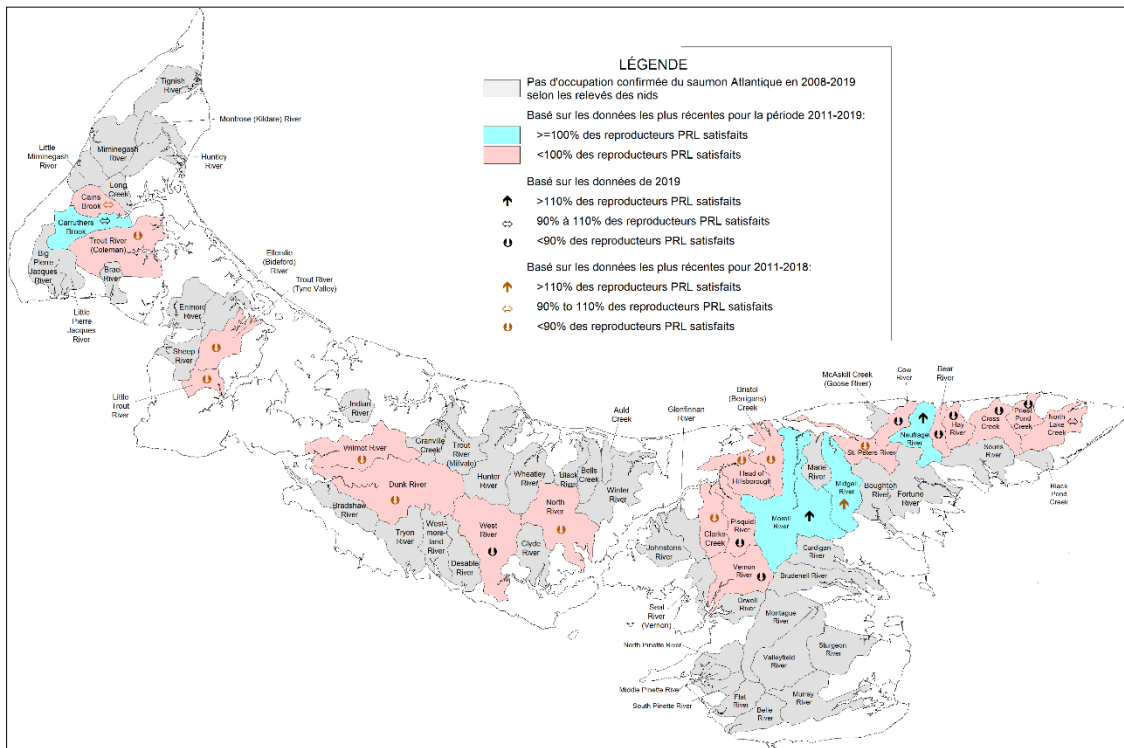 LÉGENDE
Pas d'occupation confirmée du saumon Atlantique en 2008-2019
selon les relevés des nids
Basé sur les données les plus récentes pour la période 2011-2019:
>=100% des reproducteurs PRL satisfaits
<100% des reproducteurs PRL satisfaits
Basé sur les données de 2019
>110% des reproducteurs PRL satisfaits
90% à 110% des reproducteurs PRL satisfaits
<90% des reproducteurs PRL satisfaits
Basé sur les données les plus récentes pour 2011-2018:
>110% des reproducteurs PRL satisfaits
90% to 110% des reproducteurs PRL satisfaits
<90% des reproducteurs PRL satisfaits
Tignish
River
Montrose (Kildare) River
Little
Miminegash
River
Miminegash
River
Huntley
River
Long
Creek
Cains
Brook
Carruthers
Brook
Trout River
(Coleman)
Big
Pierre
Jacques
River
Brae
River
Little
Pierre
Jacques
River
Ellerslie
(Bideford)
River
Trout River
(Tyne Valley)
Enmore
River
Sheep
River
Little
Trout
River
Indian
River
Wilmot River
Granville
Creek
Trout
River
(Millvale)
Hunter
River
Wheatley
River
Black
River
Bells
Creek
Auld
Creek
Winter
River
Glenfinnan
River
Dunk River
Bradshaw
River
Tryon
River
West-
more-
land
River
Desable
River
West
River
Clyde
River
North
River
Bristol
(Berrigans)
Creek
McAskill Creek
(Goose River)
Cow
River
Bear
River
Naufrage
River
Hay
River
Cross
Creek
Priest
Pond
Creek
North
Lake
Creek
Souris
River
Black
Pond
Creek
St. Peters River
Marie
River
Midgell
River
Boughton
River
Fortune
River
Head of
Hillsborough
Morell
River
Clarks
Creek
Pisquid
River
Johnstons
River
Vernon
River
Cardigan
River
Brudenell River
Seal
River
(Vernon)
Orwell
River
Montague
River
North Pinette River
Sturgeon
River
Valleyfield
River
Middle Pinette River
South Pinette River
Flat
River
Belle
River
Murray
River